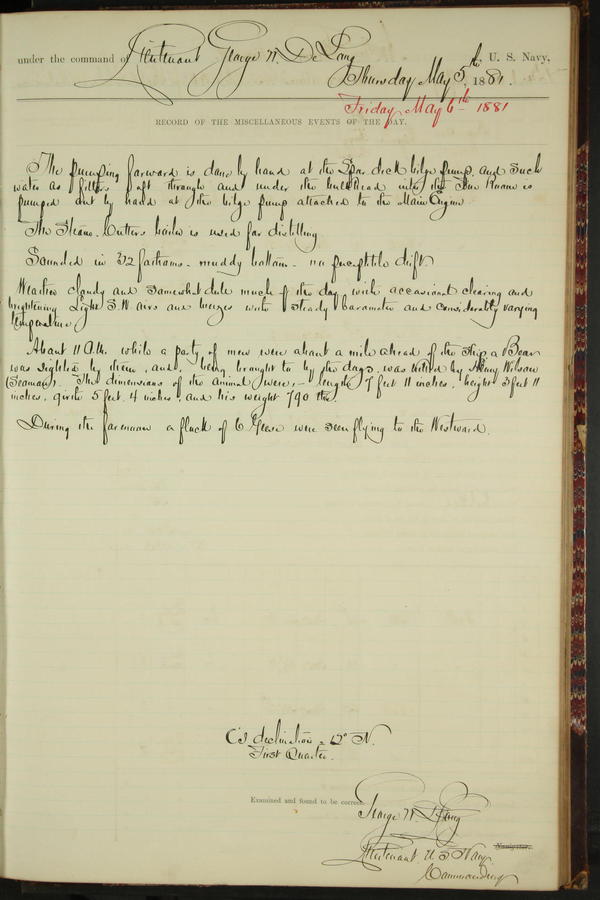 under the command of Lieutenant George W. De Long, U. S. Navy,
Thursday May 5th, 1881.
Friday May 6th 1881
RECORD OF THE MISCELLANEOUS EVENTS OF THE DAY.
The pumping forward is done by hand at the Spar deck bilge pump, and such
water as filters aft through and under the bulkhead into the Fire Room is
pumped out by hand at the bilge pump attached to the Main Engine
The Steam Cutters boiler is used for distilling
Sounded in 32 fathoms - muddy bottom - no perceptible drift.
Weather cloudy and somewhat dull much of the day with occasional clearing and
brightening. Light S.W airs and breezes with steady barometer and considerably varying
temperature
About 11 A.M. while a party of men were about a mile ahead of the ship a Bear
was sighted by them, and, being brought to by the dogs, was killed by Henry Wilson
(Seaman). The dimensions of the animal were:- length 7 feet 11 inches, height 3 feet 11
inches, girth 5 feet, 4 inches, and his weight 790 lbs
During the forenoon a flock of 6 Geese were seen flying to the Westward.
declination = 12° N.
First Quarter.
Examined and found to be correct.
George W. De Long
Navigator.
Lieutenant U S Navy.
Commanding